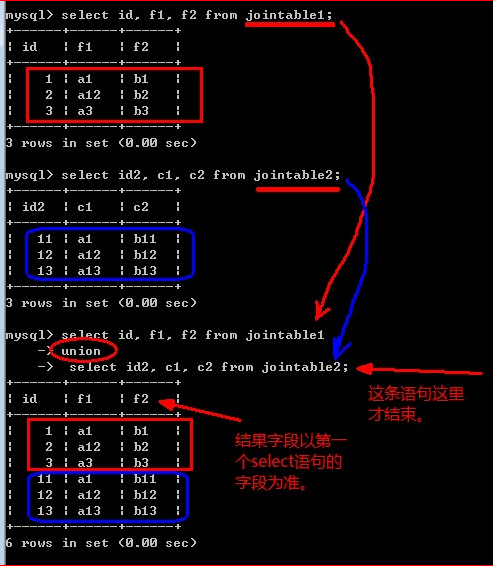 mysql> select id, f1, f2 from jointable1;
+------+------+------+
| id | f1 | f2 |
+------+------+------+
| 1 | a1 | b1 |
| 2 | a12 | b2 |
| 3 | a3 | b3 |
+------+------+------+
3 rows in set (0.00 sec)
mysql> select id2, c1, c2 from jointable2;
+------+------+------+
| id2 | c1 | c2 |
+------+------+------+
| 11 | a1 | b11 |
| 12 | a12 | b12 |
| 13 | a13 | b13 |
+------+------+------+
3 rows in set (0.00 sec)
mysql> select id, f1, f2 from jointable1
-> union
-> select id2, c1, c2 from jointable2;
这条语句这里
才结束。
+------+------+------+
| id | f1 | f2 |
+------+------+------+
| 1 | a1 | b1 |
| 2 | a12 | b2 |
| 3 | a3 | b3 |
| 11 | a1 | b11 |
| 12 | a12 | b12 |
| 13 | a13 | b13 |
+------+------+------+
结果字段以第一
个select语句的
字段为准。
6 rows in set (0.00 sec)